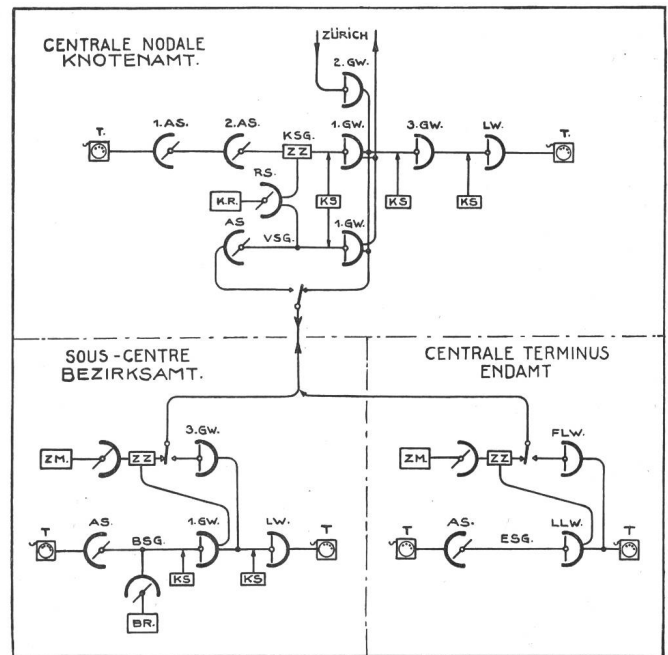 CENTRALE NODALE
KNOTENAMT.
ZÜRICH
2.GW.
T. 1.AS. 2.AS. KSG. 1.GW. 3.GW. LW. T.
ZZ
RS.
K.R. KS KS KS
AS VSG. 1.GW.
SOUS-CENTRE
BEZIRKSAMT.
CENTRALE TERMINUS
ENDAMT
3.GW. FLW.
ZM. ZZ ZM. ZZ
T AS. BSG. 1.GW. LW. T
T AS. ESG. LLW. T
KS KS
BR.